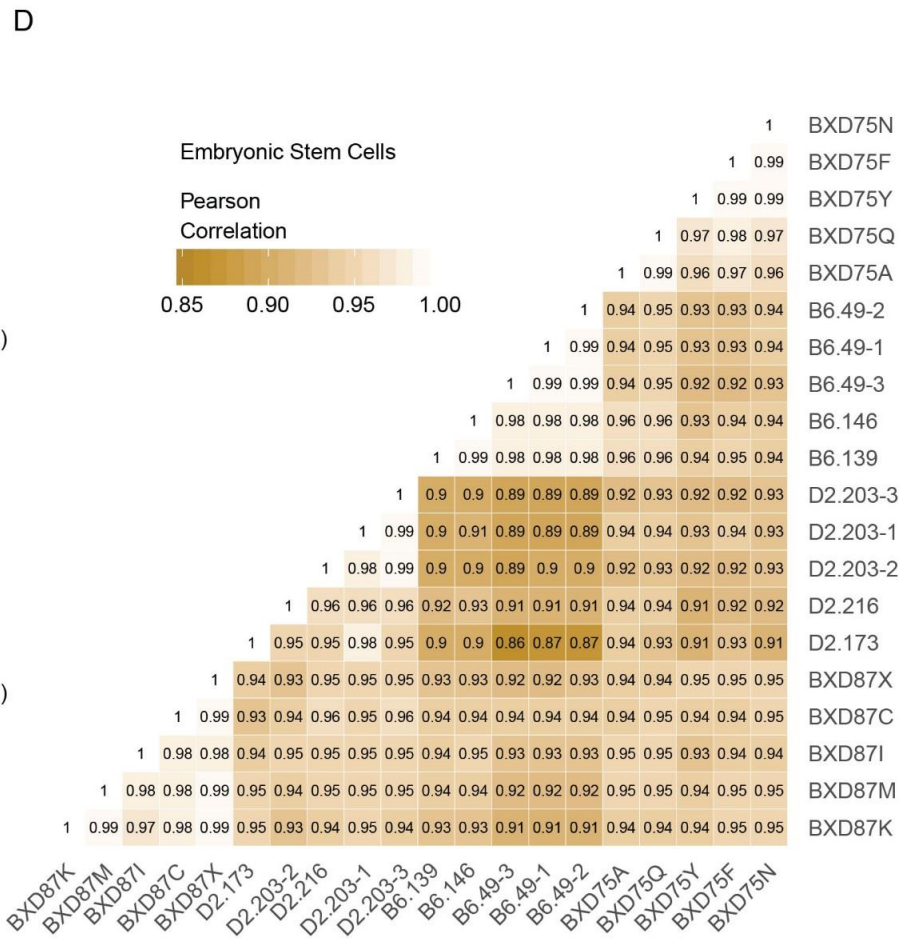 D
Embryonic Stem Cells
Pearson
Correlation
0.85 0.90 0.95 1.00
1 BXD75N
1 0.99 BXD75F
1 0.99 0.99 BXD75Y
1 0.97 0.98 0.97 BXD75Q
1 0.99 0.96 0.97 0.96 BXD75A
1 0.94 0.95 0.93 0.93 0.94 B6.49-2
)
1 0.99 0.94 0.95 0.93 0.93 0.94 B6.49-1
1 0.99 0.99 0.94 0.95 0.92 0.92 0.93 B6.49-3
1 0.98 0.98 0.98 0.96 0.96 0.93 0.94 0.94 B6.146
1 0.99 0.98 0.98 0.98 0.96 0.96 0.94 0.95 0.94 B6.139
1 0.9 0.9 0.89 0.89 0.89 0.92 0.93 0.92 0.92 0.93 D2.203-3
1 0.99 0.9 0.91 0.89 0.89 0.89 0.94 0.94 0.93 0.94 0.93 D2.203-1
1 0.98 0.99 0.9 0.9 0.89 0.9 0.9 0.92 0.93 0.92 0.92 0.93 D2.203-2
1 0.96 0.96 0.96 0.92 0.93 0.91 0.91 0.91 0.94 0.94 0.91 0.92 0.92 D2.216
1 0.95 0.95 0.98 0.95 0.9 0.9 0.86 0.87 0.87 0.94 0.93 0.91 0.93 0.91 D2.173
)
1 0.94 0.93 0.95 0.95 0.95 0.93 0.93 0.92 0.92 0.93 0.94 0.94 0.95 0.95 0.95 BXD87X
1 0.99 0.93 0.94 0.96 0.95 0.96 0.94 0.94 0.94 0.94 0.94 0.94 0.95 0.94 0.94 0.95 BXD87C
1 0.98 0.98 0.94 0.95 0.95 0.95 0.95 0.94 0.95 0.93 0.93 0.93 0.95 0.95 0.93 0.94 0.94 BXD87I
1 0.98 0.98 0.99 0.95 0.94 0.95 0.95 0.95 0.94 0.94 0.92 0.92 0.92 0.95 0.95 0.94 0.95 0.95 BXD87M
1 0.99 0.97 0.98 0.99 0.95 0.93 0.94 0.95 0.94 0.93 0.93 0.91 0.91 0.91 0.94 0.94 0.94 0.95 0.95 BXD87K
BXD87K BXD87M BXD87I BXD87C BXD87X D2.173 D2.203-2 D2.216 D2.203-1 D2.203-3 B6.139 B6.146 B6.49-3 B6.49-1 B6.49-2 BXD75A BXD75Q BXD75Y BXD75F BXD75N